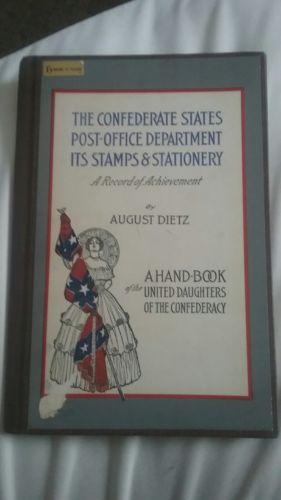 THE CONFEDERATE STATES
POST-OFFICE DEPARTMENT
ITS STAMPS & STATIONERY
A Record of Achievement
BY
AUGUST DIETZ
A HAND-BOOK
of the UNITED DAUGHTERS
OF THE CONFEDERACY